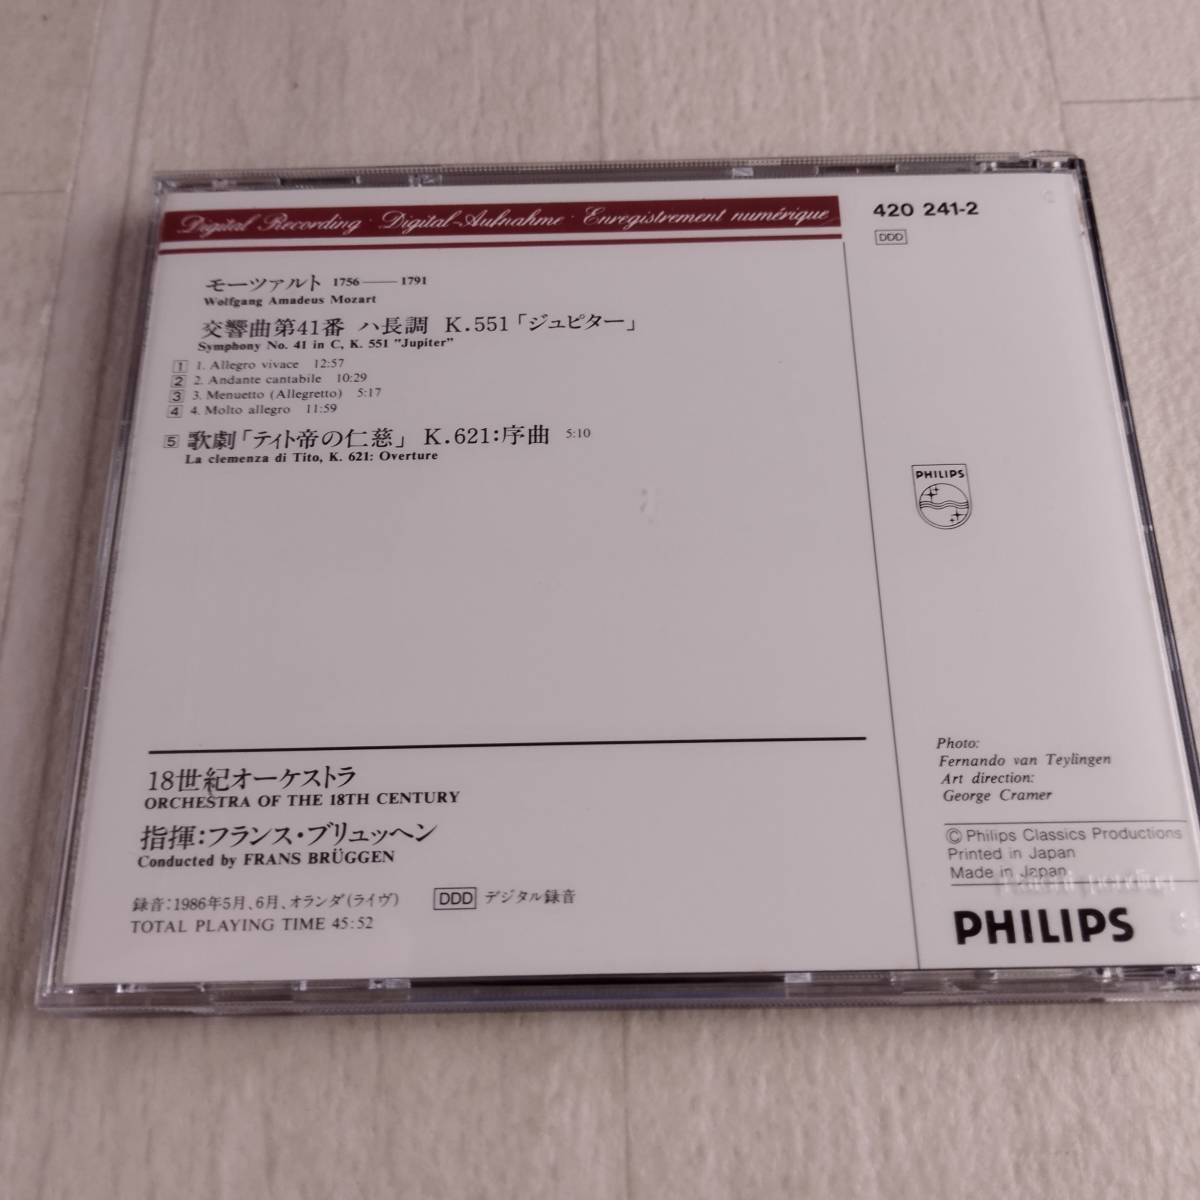 Digital Recording · Digital-Aufnahme · Enregistrement numérique
420 241-2
DDD
モーツァルト 1756——1791
Wolfgang Amadeus Mozart
交響曲第41番 ハ長調 K.551「ジュピター」
Symphony No. 41 in C, K. 551 "Jupiter"
1 1. Allegro vivace 12:57
2 2. Andante cantabile 10:29
3 3. Menuetto (Allegretto) 5:17
4 4. Molto allegro 11:59
5 歌劇「ティト帝の仁慈」 K.621:序曲 5:10
La clemenza di Tito, K. 621: Overture
PHILIPS
18世紀オーケストラ
ORCHESTRA OF THE 18TH CENTURY
指揮:フランス・ブリュッヘン
Conducted by FRANS BRÜGGEN
録音:1986年5月、6月、オランダ(ライヴ) DDD デジタル録音
TOTAL PLAYING TIME 45:52
Photo:
Fernando van Teylingen
Art direction:
George Cramer
© Philips Classics Productions
Printed in Japan
Made in Japan
PHILIPS